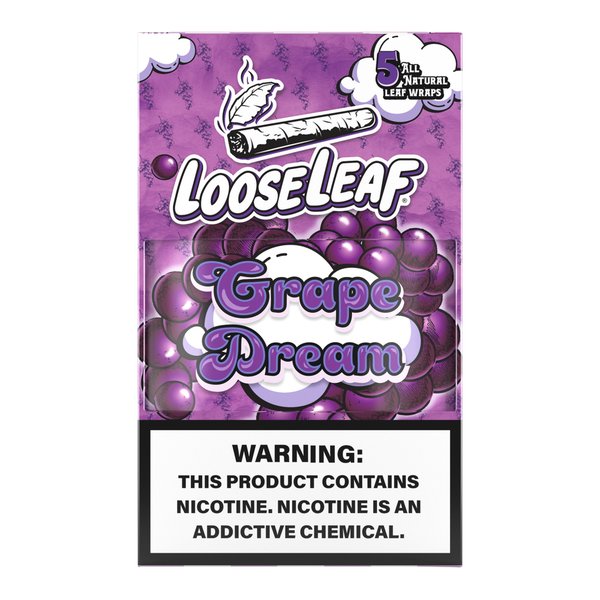 5 All
Natural
LEAF WRAPS
LOOSELEAF®
Grape
Dream
WARNING:
THIS PRODUCT CONTAINS
NICOTINE. NICOTINE IS AN
ADDICTIVE CHEMICAL.